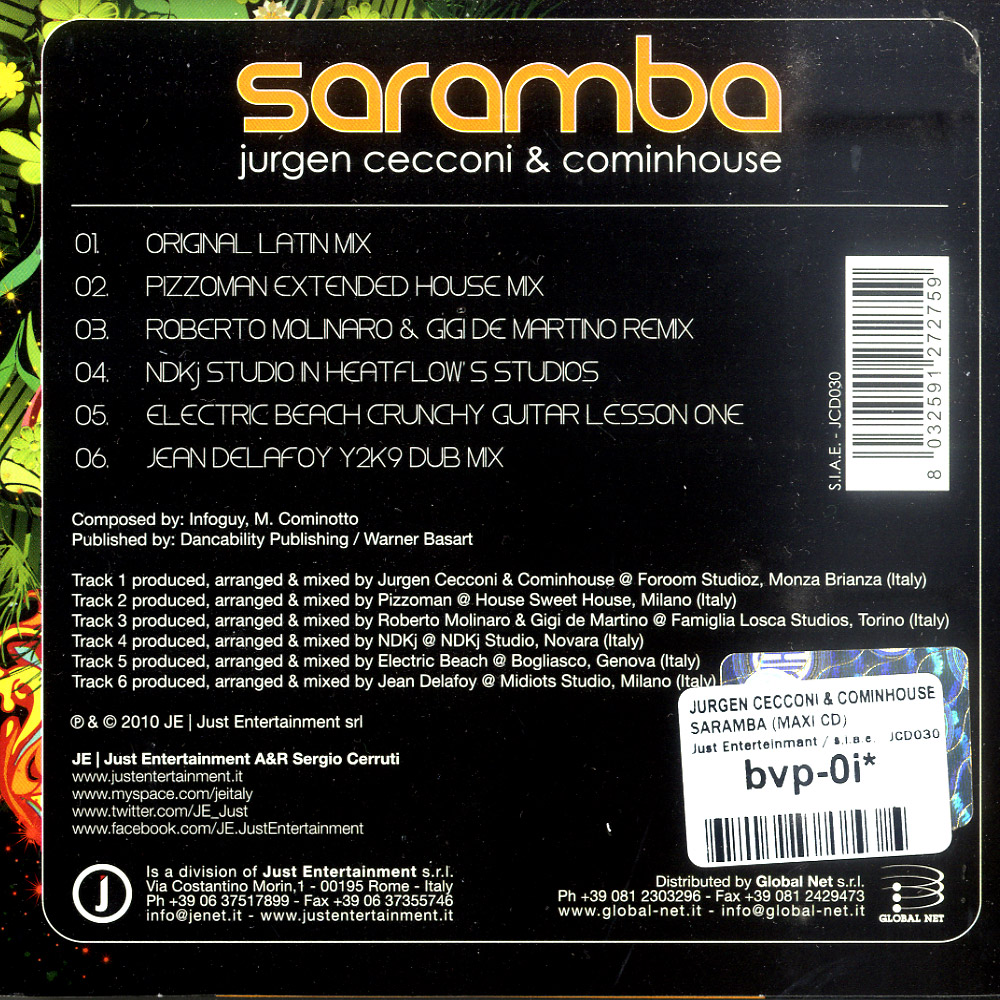 saramba
jurgen cecconi & cominhouse
01. ORIGINAL LATIN MIX
02. PIZZOMAN EXTENDED HOUSE MIX
03. ROBERTO MOLINARO & GIGI DE MARTINO REMIX
04. NDKj STUDIO IN HEATFLOW'S STUDIOS
05. ELECTRIC BEACH CRUNCHY GUITAR LESSON ONE
06. JEAN DELAFOY Y2K9 DUB MIX
S.I.A.E. - JCD030
8 032591 272759
Composed by: Infoguy, M. Cominotto
Published by: Dancability Publishing / Warner Basart
Track 1 produced, arranged & mixed by Jurgen Cecconi & Cominhouse @ Foroom Studioz, Monza Brianza (Italy)
Track 2 produced, arranged & mixed by Pizzoman @ House Sweet House, Milano (Italy)
Track 3 produced, arranged & mixed by Roberto Molinaro & Gigi de Martino @ Famiglia Losca Studios, Torino (Italy)
Track 4 produced, arranged & mixed by NDKj @ NDKj Studio, Novara (Italy)
Track 5 produced, arranged & mixed by Electric Beach @ Bogliasco, Genova (Italy)
Track 6 produced, arranged & mixed by Jean Delafoy @ Midiots Studio, Milano (Italy)
℗ & © 2010 JE | Just Entertainment srl
JE | Just Entertainment A&R Sergio Cerruti
www.justentertainment.it
www.myspace.com/jeitaly
www.twitter.com/JE_Just
www.facebook.com/JE.JustEntertainment
JURGEN CECCONI & COMINHOUSE
SARAMBA (MAXI CD)
Just Enterteinmant / s.i.a.e. JCD030
bvp-0i*
J
Is a division of Just Entertainment s.r.l.
Via Costantino Morin,1 - 00195 Rome - Italy
Ph +39 06 37517899 - Fax +39 06 37355746
info@jenet.it - www.justentertainment.it
Distributed by Global Net s.r.l.
Ph +39 081 2303296 - Fax +39 081 2429473
www.global-net.it - info@global-net.it
GLOBAL NET